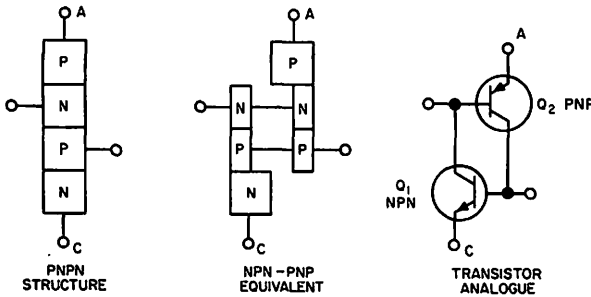 A
P
N
P
N
C
PNPN
STRUCTURE
A
P
N N
P P
N
C
NPN-PNP
EQUIVALENT
A
Q2 PNP
Q1
NPN
C
TRANSISTOR
ANALOGUE